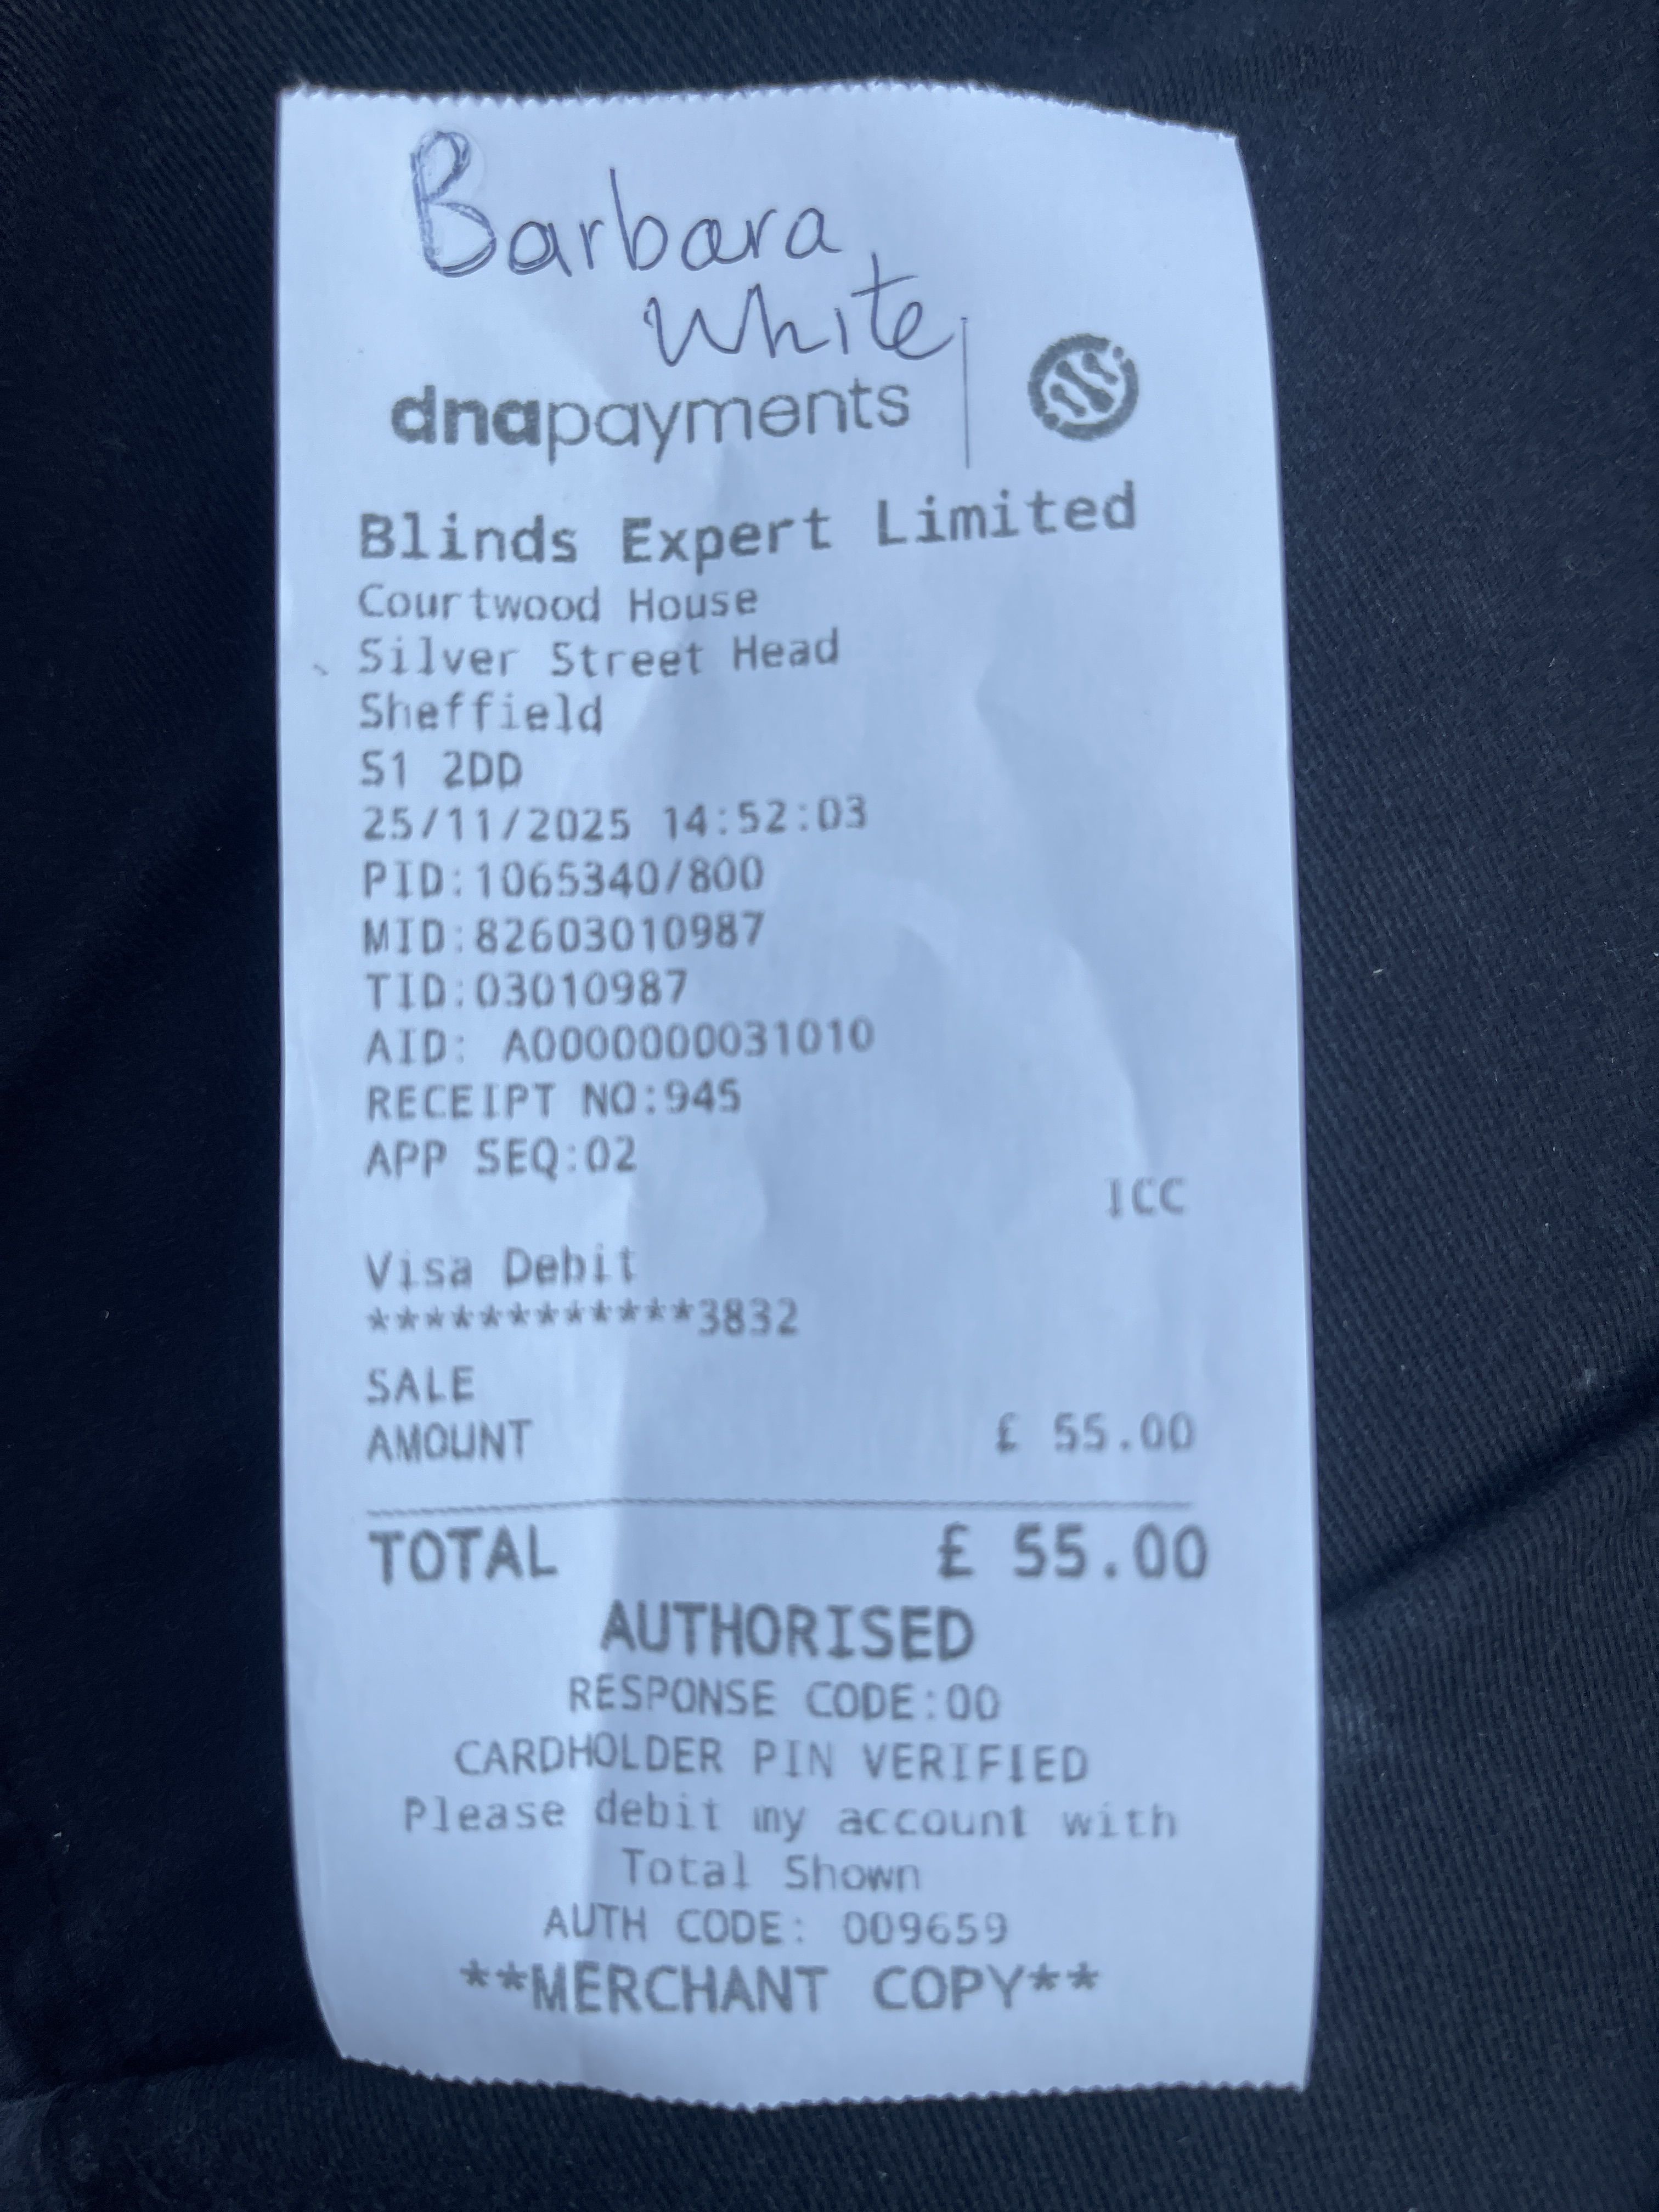 Barbara
White
dnapayments
Blinds Expert Limited
Courtwood House
Silver Street Head
Sheffield
S1 2DD
25/11/2025 14:52:03
PID:1065340/800
MID:82603010987
TID:03010987
AID: A0000000031010
RECEIPT NO:945
APP SEQ:02
ICC
Visa Debit
************3832
SALE
AMOUNT £ 55.00
TOTAL £ 55.00
AUTHORISED
RESPONSE CODE:00
CARDHOLDER PIN VERIFIED
Please debit my account with
Total Shown
AUTH CODE: 009659
**MERCHANT COPY**